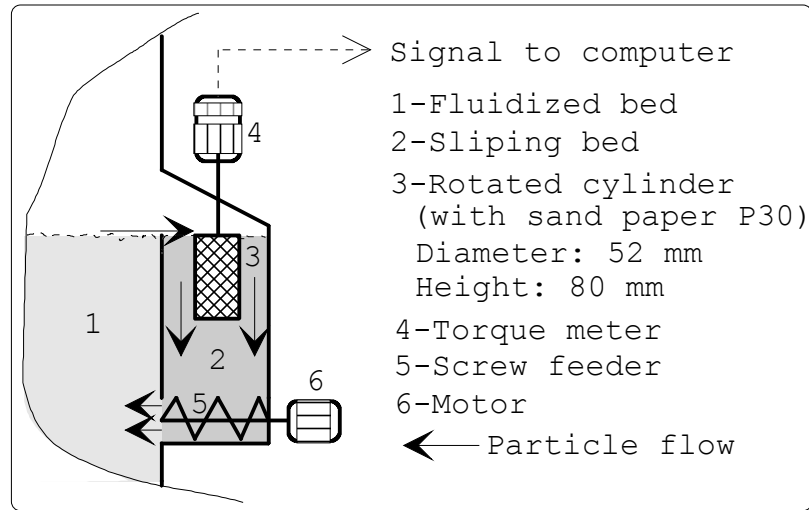 Signal to computer
1-Fluidized bed
2-Sliping bed
3-Rotated cylinder
(with sand paper P30)
Diameter: 52 mm
Height: 80 mm
4-Torque meter
5-Screw feeder
6-Motor
Particle flow
4
3
1
2
5
6